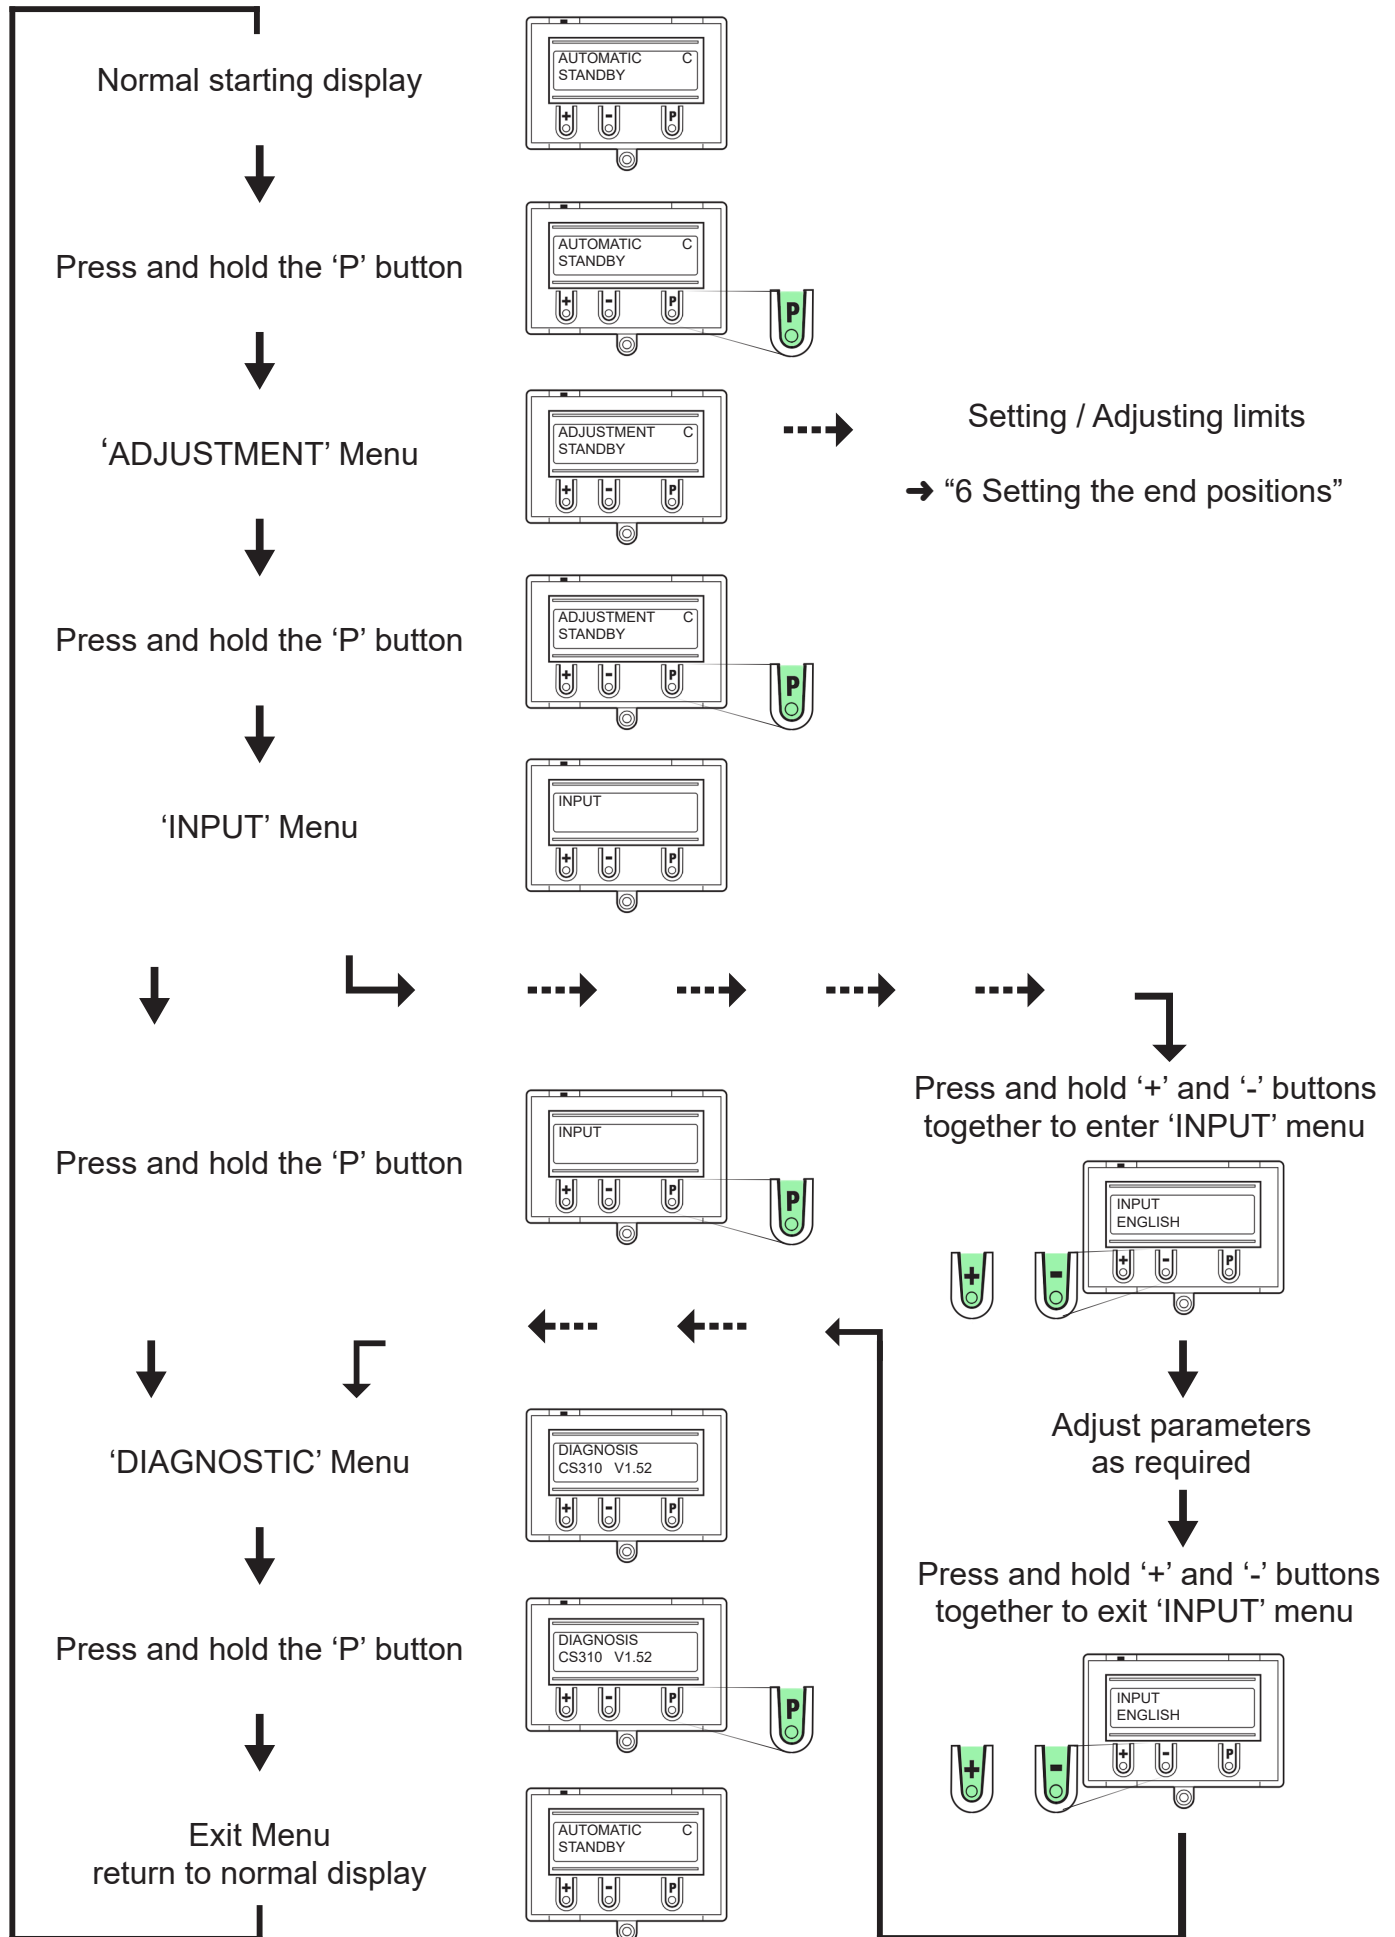 Normal starting display
AUTOMATIC C
STANDBY
+ - P
Press and hold the ‘P’ button
AUTOMATIC C
STANDBY
+ - P
P
‘ADJUSTMENT’ Menu
ADJUSTMENT C
STANDBY
+ - P
Setting / Adjusting limits
➜ “6 Setting the end positions”
Press and hold the ‘P’ button
ADJUSTMENT C
STANDBY
+ - P
P
‘INPUT’ Menu
INPUT
+ - P
Press and hold the ‘P’ button
INPUT
+ - P
P
Press and hold ‘+’ and ‘-’ buttons
together to enter ‘INPUT’ menu
INPUT
ENGLISH
+ - P
+ -
Adjust parameters
as required
Press and hold ‘+’ and ‘-’ buttons
together to exit ‘INPUT’ menu
INPUT
ENGLISH
+ - P
+ -
‘DIAGNOSTIC’ Menu
DIAGNOSIS
CS310 V1.52
+ - P
Press and hold the ‘P’ button
DIAGNOSIS
CS310 V1.52
+ - P
P
Exit Menu
return to normal display
AUTOMATIC C
STANDBY
+ - P